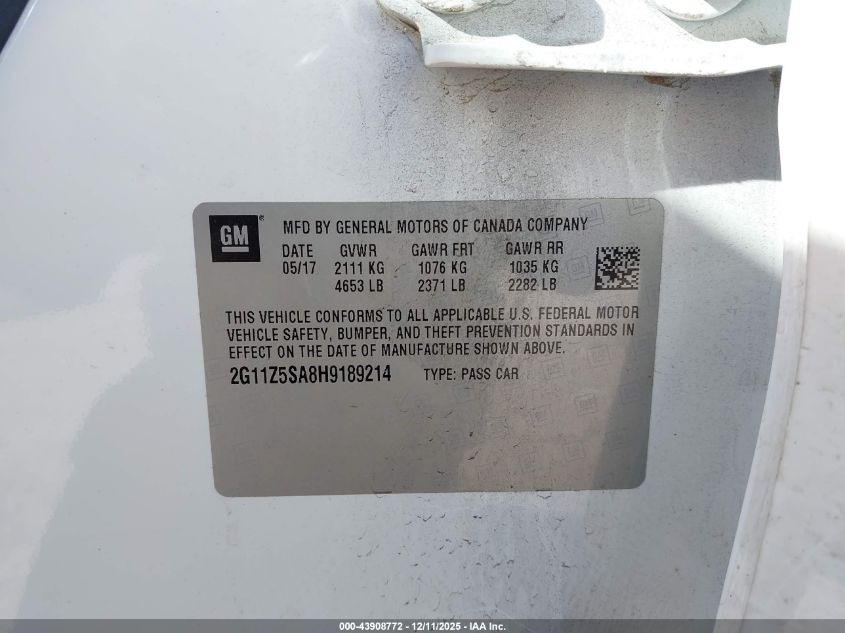 GM ® MFD BY GENERAL MOTORS OF CANADA COMPANY
DATE GVWR GAWR FRT GAWR RR
05/17 2111 KG 1076 KG 1035 KG
4653 LB 2371 LB 2282 LB
THIS VEHICLE CONFORMS TO ALL APPLICABLE U.S. FEDERAL MOTOR
VEHICLE SAFETY, BUMPER, AND THEFT PREVENTION STANDARDS IN
EFFECT ON THE DATE OF MANUFACTURE SHOWN ABOVE.
2G11Z5SA8H9189214 TYPE: PASS CAR
000-43908772 - 12/11/2025 - IAA Inc.